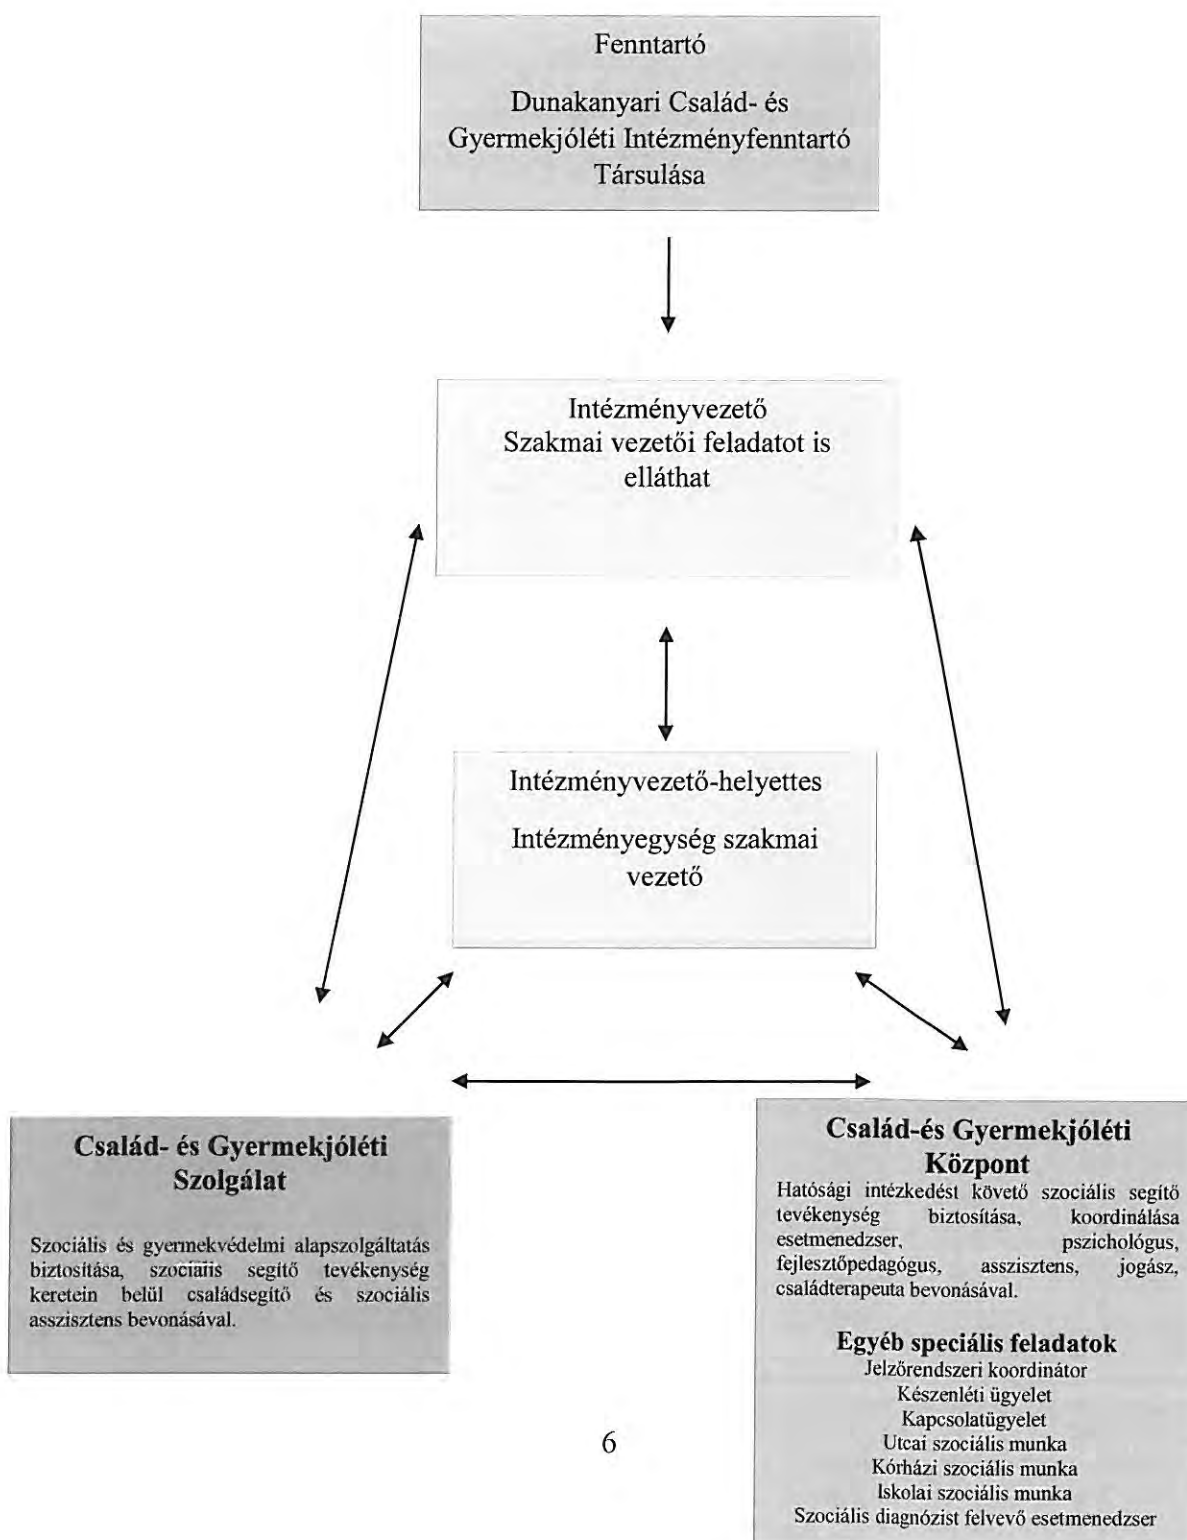 Fenntartó
Dunakanyari Család- és
Gyermekjóléti Intézményfenntartó
Társulása
Intézményvezető
Szakmai vezetői feladatot is
elláthat
Intézményvezető-helyettes
Intézményegység szakmai
vezető
Család- és Gyermekjóléti
Szolgálat
Szociális és gyermekvédelmi alapszolgáltatás
biztosítása, szociális segítő tevékenység
keretein belül családsegítő és szociális
asszisztens bevonásával.
Család-és Gyermekjóléti
Központ
Hatósági intézkedést követő szociális segítő
tevékenység biztosítása, koordinálása
esetmenedzser, pszichológus,
fejlesztőpedagógus, asszisztens, jogász,
családterapeuta bevonásával.
Egyéb speciális feladatok
Jelzőrendszeri koordinátor
Készenléti ügyelet
Kapcsolatügyelet
Utcai szociális munka
Kórházi szociális munka
Iskolai szociális munka
Szociális diagnózist felvevő esetmenedzser
6